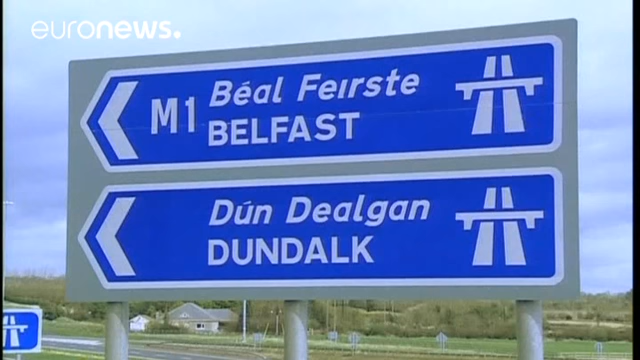 euronews.
Béal Feirste
M1 BELFAST
Dún Dealgan
DUNDALK